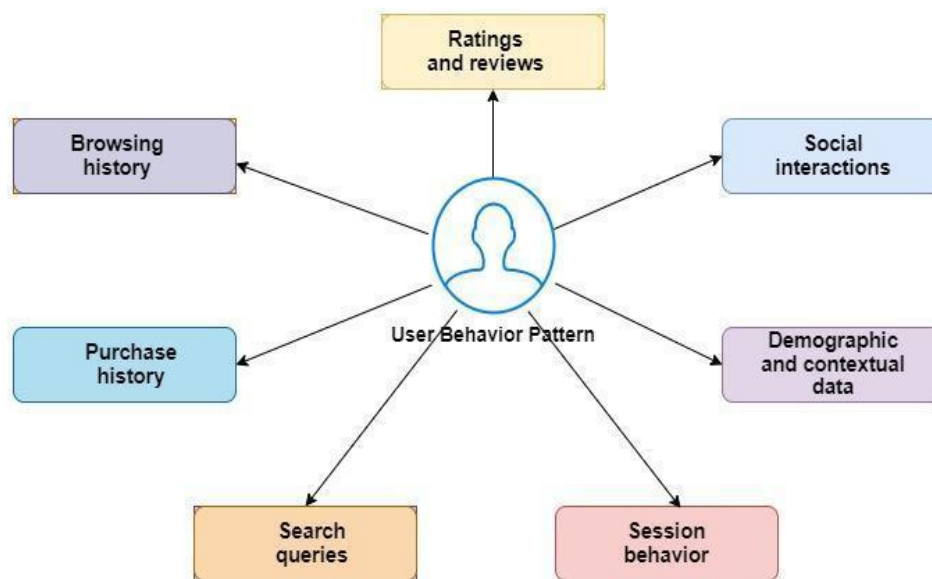 Ratings
and reviews
Browsing
history
Social
interactions
User Behavior Pattern
Purchase
history
Demographic
and contextual
data
Search
queries
Session
behavior